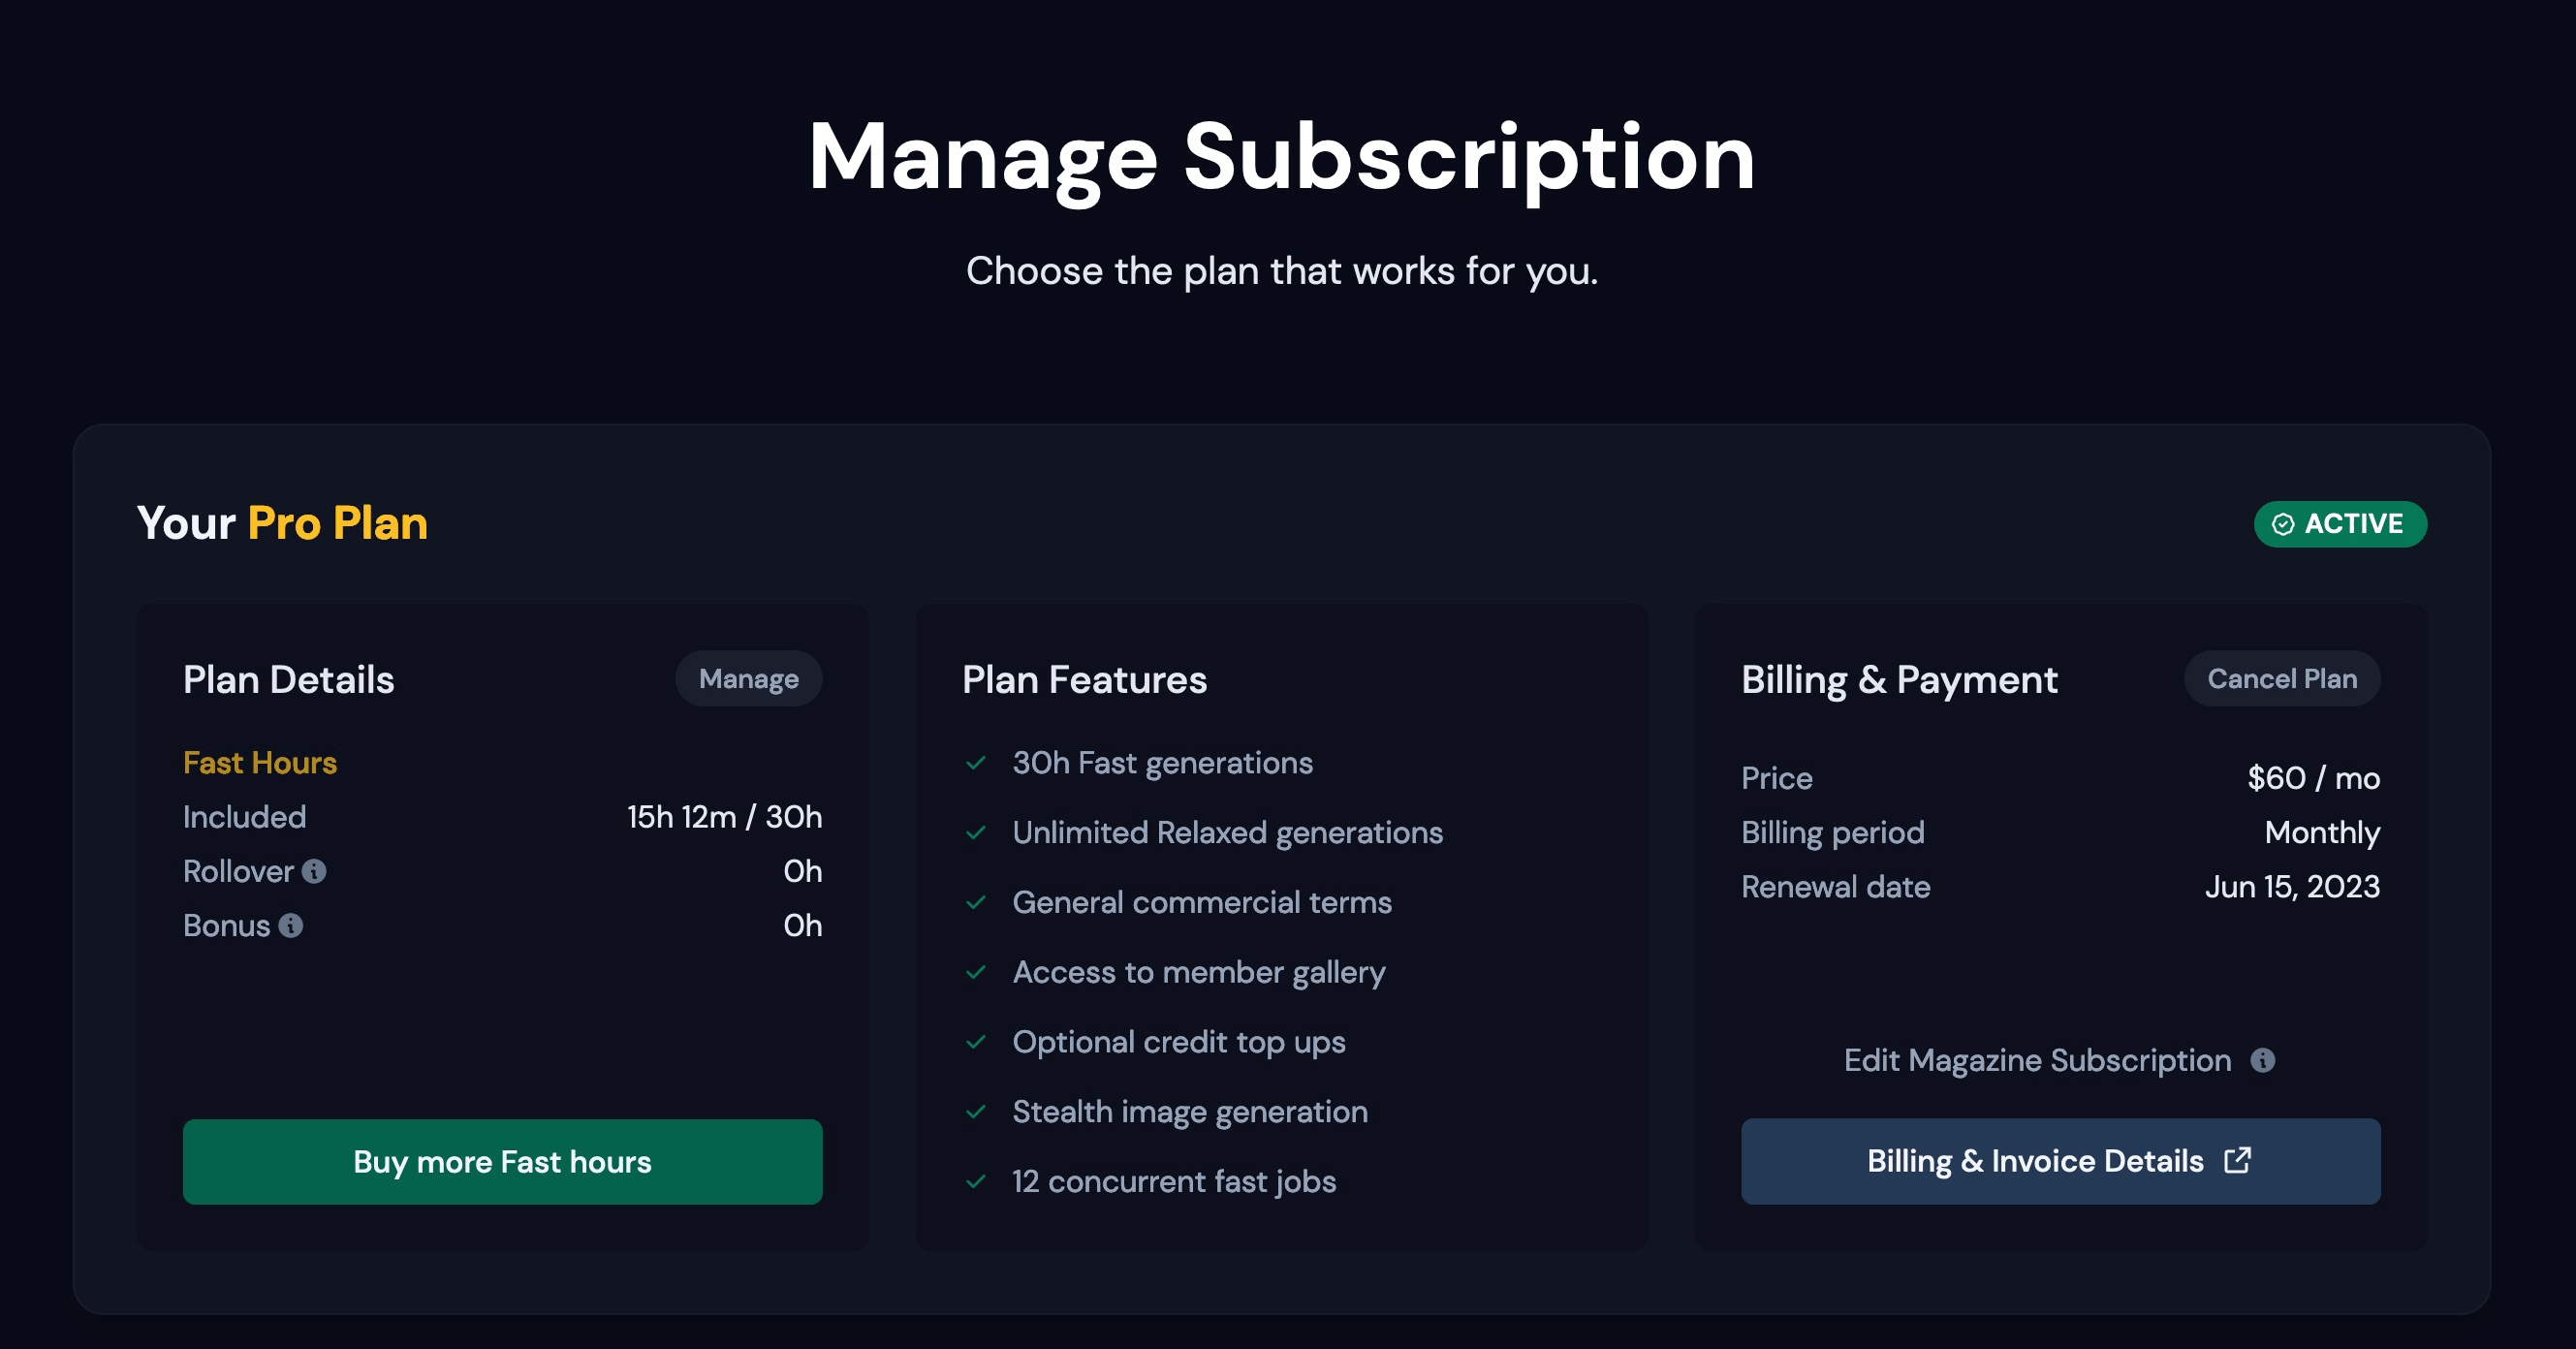 Manage Subscription
Choose the plan that works for you.
Your Pro Plan
ACTIVE
Plan Details
Manage
Fast Hours
Included 15h 12m / 30h
Rollover 0h
Bonus 0h
Buy more Fast hours
Plan Features
30h Fast generations
Unlimited Relaxed generations
General commercial terms
Access to member gallery
Optional credit top ups
Stealth image generation
12 concurrent fast jobs
Billing & Payment
Cancel Plan
Price $60 / mo
Billing period Monthly
Renewal date Jun 15, 2023
Edit Magazine Subscription
Billing & Invoice Details